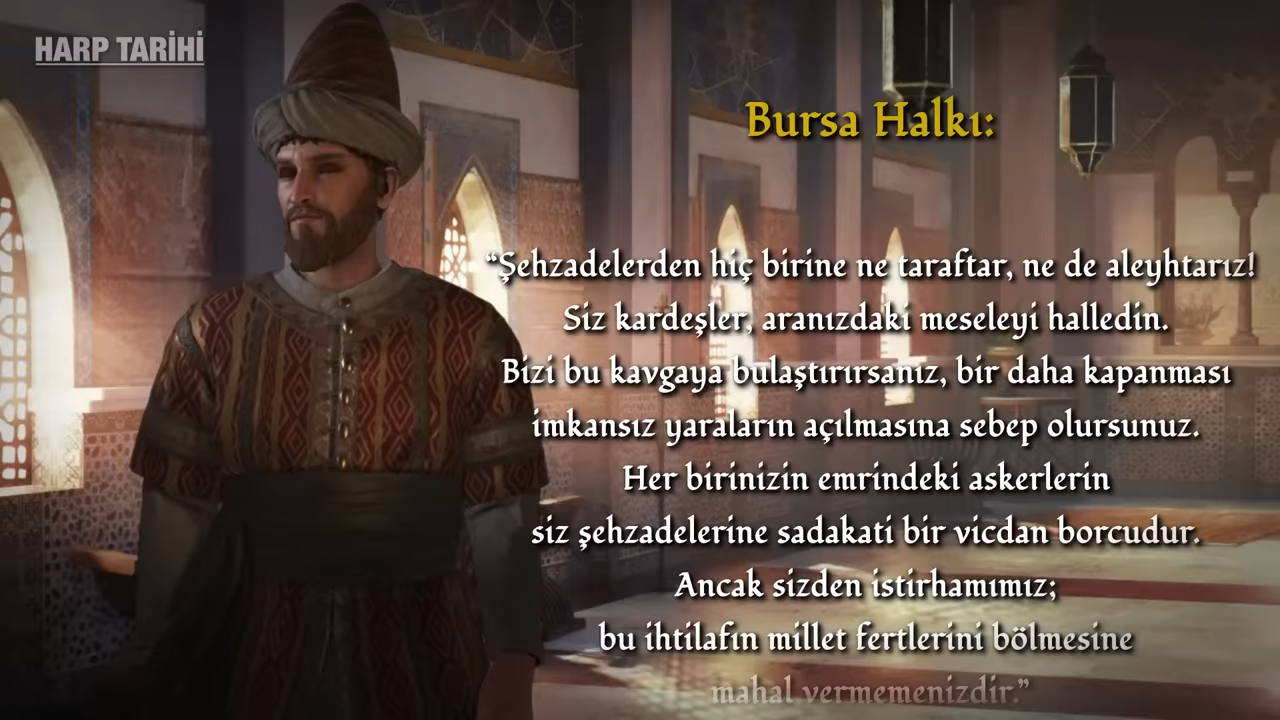 HARP TARİHİ
Bursa Halkı:
“Şehzadelerden hiç birine ne taraftar, ne de aleyhtarız!
Siz kardeşler, aranızdaki meseleyi halledin.
Bizi bu kavgaya bulaştırırsanız, bir daha kapanması
imkansız yaraların açılmasına sebep olursunuz.
Her birinizin emrindeki askerlerin
siz şehzadelerine sadakati bir vicdan borcudur.
Ancak sizden istirhamımız;
bu ihtilafın millet fertlerini bölmesine
mahal vermemenizdir.”